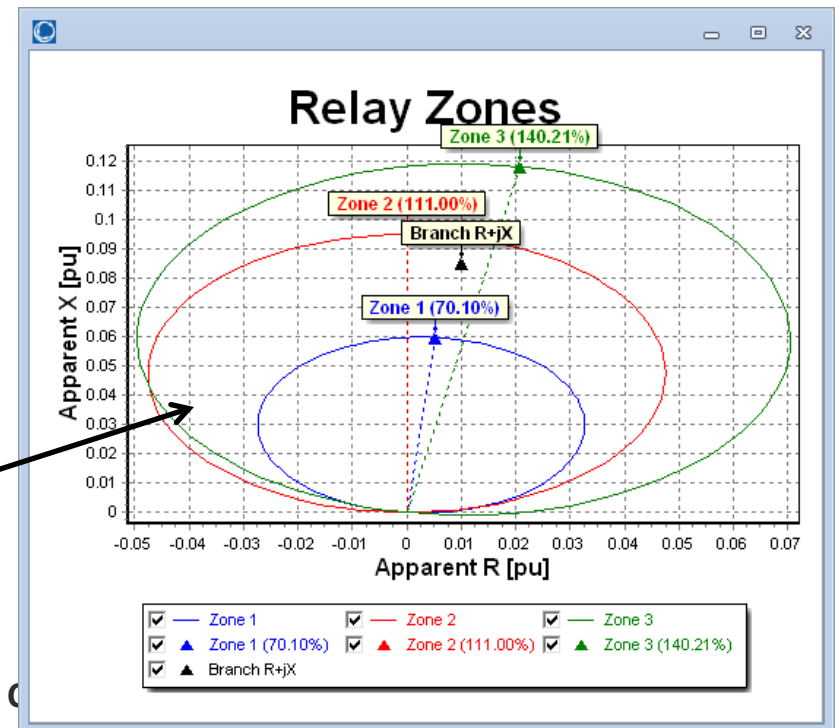 Relay Zones
Zone 3 (140.21%)
Zone 2 (111.00%)
Branch R+jX
Zone 1 (70.10%)
Apparent X [pu]
0.12
0.11
0.1
0.09
0.08
0.07
0.06
0.05
0.04
0.03
0.02
0.01
0
-0.05 -0.04 -0.03 -0.02 -0.01 0 0.01 0.02 0.03 0.04 0.05 0.06 0.07
Apparent R [pu]
Zone 1 Zone 2 Zone 3
Zone 1 (70.10%) Zone 2 (111.00%) Zone 3 (140.21%)
Branch R+jX